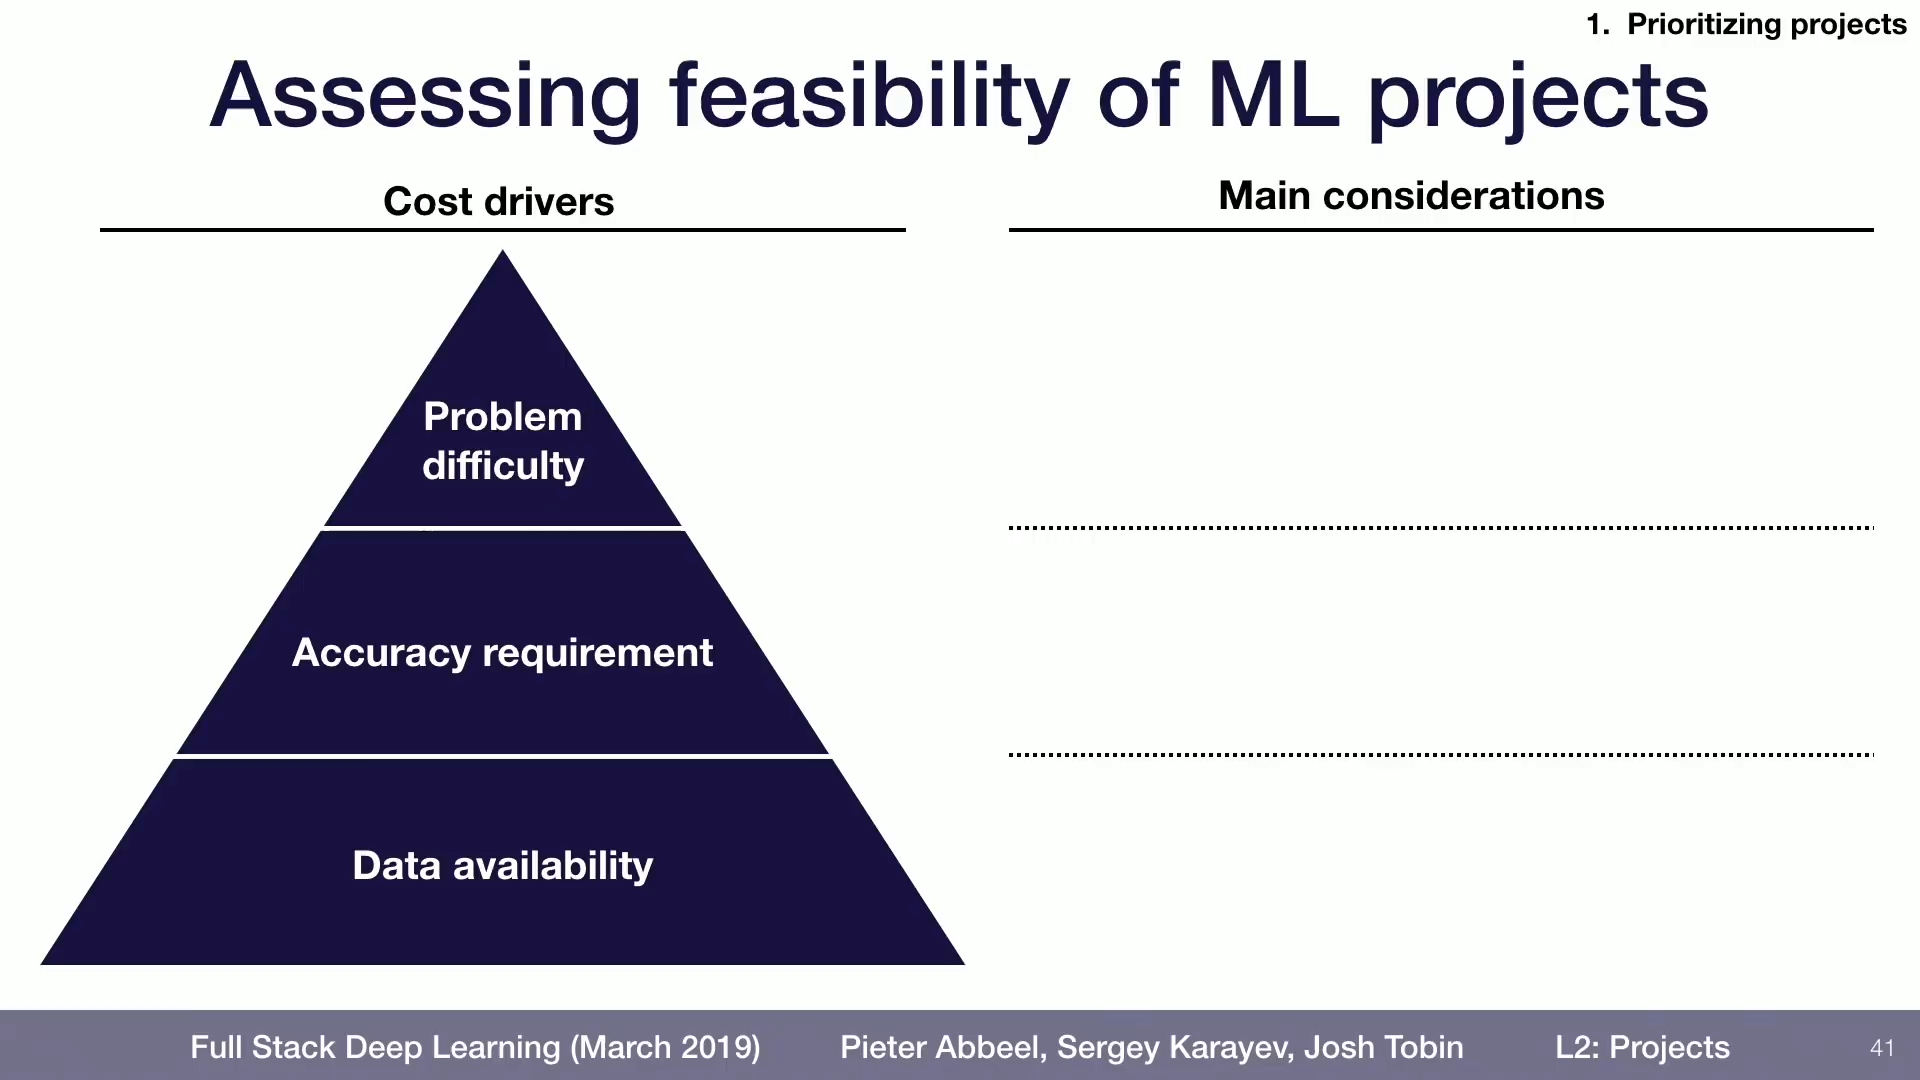 1. Prioritizing projects
Assessing feasibility of ML projects
Cost drivers
Main considerations
Problem
difficulty
Accuracy requirement
Data availability
Full Stack Deep Learning (March 2019)
Pieter Abbeel, Sergey Karayev, Josh Tobin
L2: Projects
41